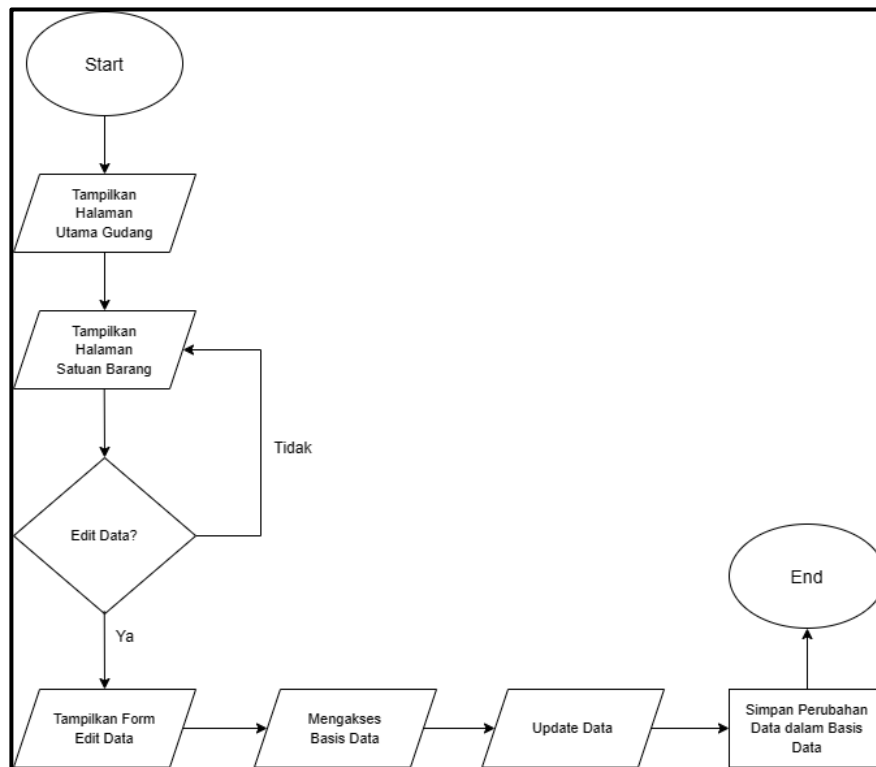 Start
Tampilkan
Halaman
Utama Gudang
Tampilkan
Halaman
Satuan Barang
Tidak
Edit Data?
Ya
Tampilkan Form
Edit Data
Mengakses
Basis Data
Update Data
Simpan Perubahan
Data dalam Basis
Data
End